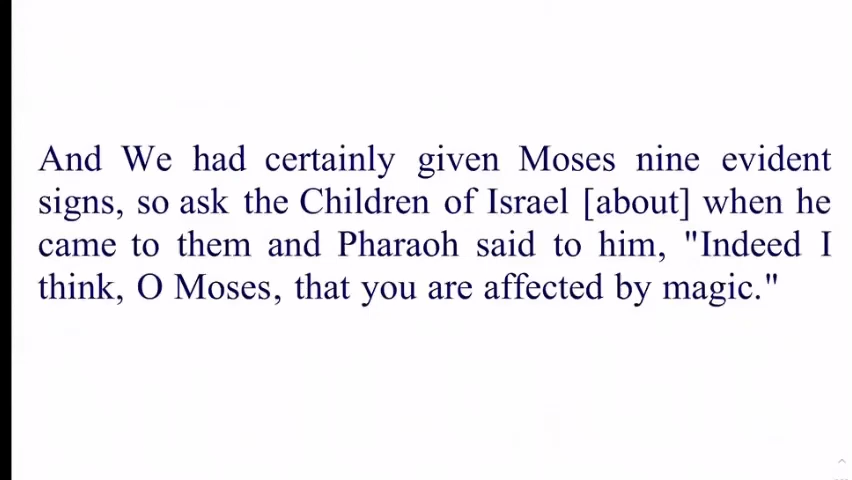 And We had certainly given Moses nine evident
signs, so ask the Children of Israel [about] when he
came to them and Pharaoh said to him, "Indeed I
think, O Moses, that you are affected by magic."